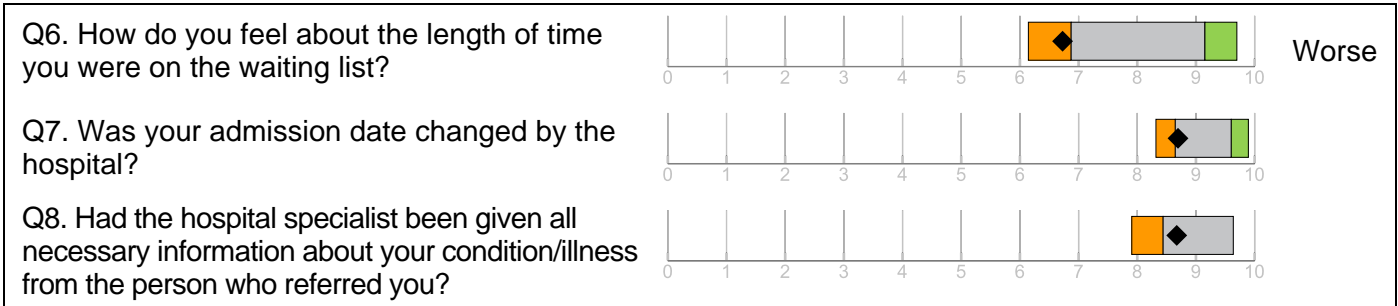 Q6. How do you feel about the length of time
you were on the waiting list?
Worse
0 1 2 3 4 5 6 7 8 9 10
Q7. Was your admission date changed by the
hospital?
0 1 2 3 4 5 6 7 8 9 10
Q8. Had the hospital specialist been given all
necessary information about your condition/illness
from the person who referred you?
0 1 2 3 4 5 6 7 8 9 10